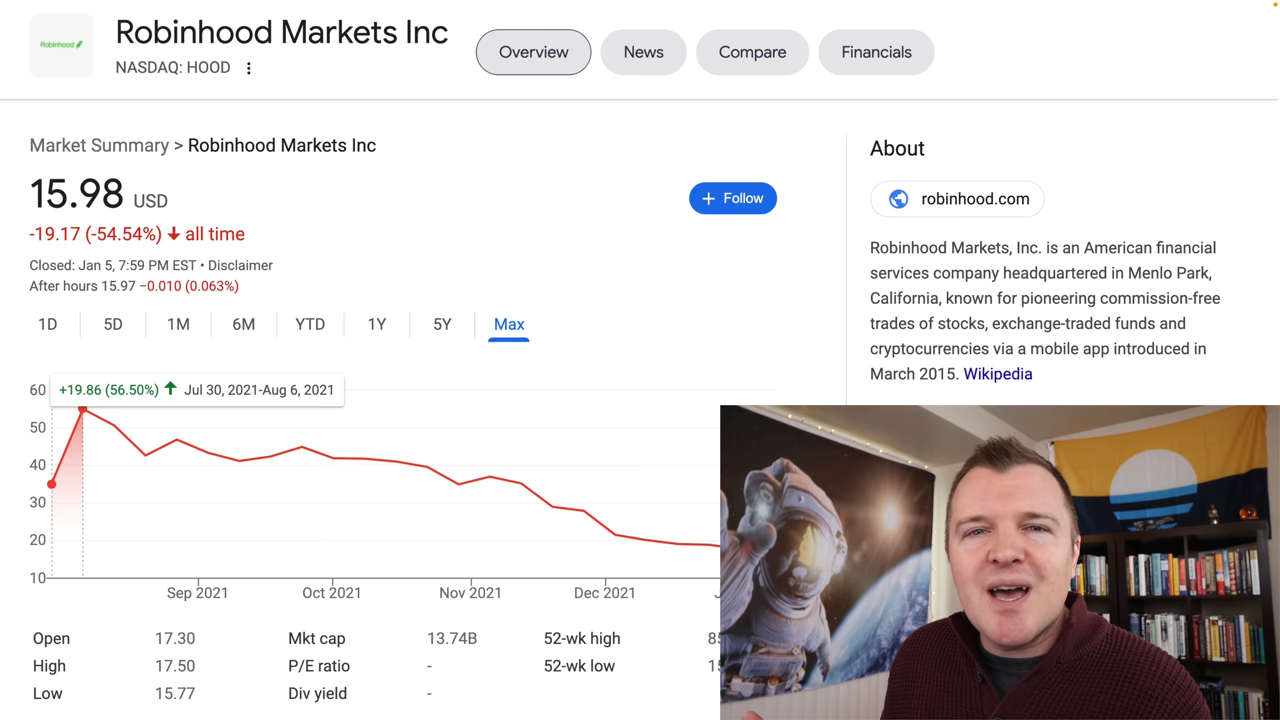 Robinhood
Robinhood Markets Inc
NASDAQ: HOOD
Overview
News
Compare
Financials
Market Summary > Robinhood Markets Inc
15.98 USD
+ Follow
-19.17 (-54.54%) ↓ all time
Closed: Jan 5, 7:59 PM EST • Disclaimer
After hours 15.97 −0.010 (0.063%)
1D 5D 1M 6M YTD 1Y 5Y Max
+19.86 (56.50%) ↑ Jul 30, 2021-Aug 6, 2021
60
50
40
30
20
10
Sep 2021 Oct 2021 Nov 2021 Dec 2021
Open 17.30 Mkt cap 13.74B 52-wk high
High 17.50 P/E ratio - 52-wk low
Low 15.77 Div yield -
About
robinhood.com
Robinhood Markets, Inc. is an American financial
services company headquartered in Menlo Park,
California, known for pioneering commission-free
trades of stocks, exchange-traded funds and
cryptocurrencies via a mobile app introduced in
March 2015. Wikipedia